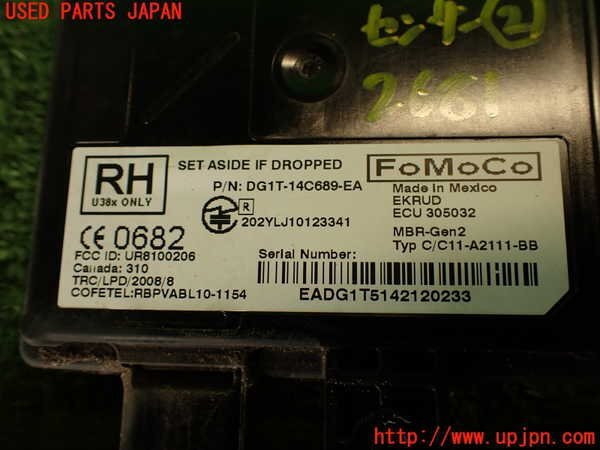 USED PARTS JAPAN
センサー(2)
2681
RH
U38x ONLY
SET ASIDE IF DROPPED
FoMoCo
P/N: DG1T-14C689-EA
Made in Mexico
EKRUD
ECU 305032
R
202YLJ10123341
CE 0682
MBR-Gen2
Typ C/C11-A2111-BB
FCC ID: UR8100206
Canada: 310
TRC/LPD/2008/8
COFETEL:RBPVABL10-1154
Serial Number:
EADG1T5142120233
http://www.upjpn.com/